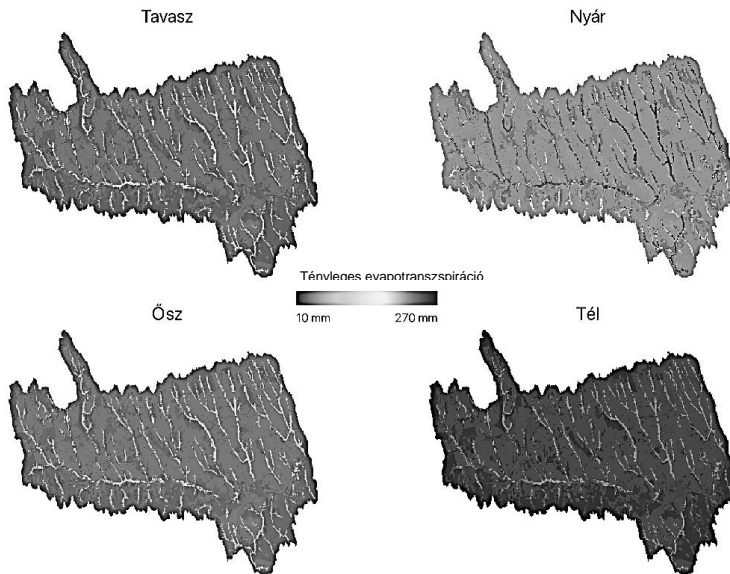 Tavasz
Nyár
Tényleges evapotranszspiráció
10 mm
270 mm
Ősz
Tél